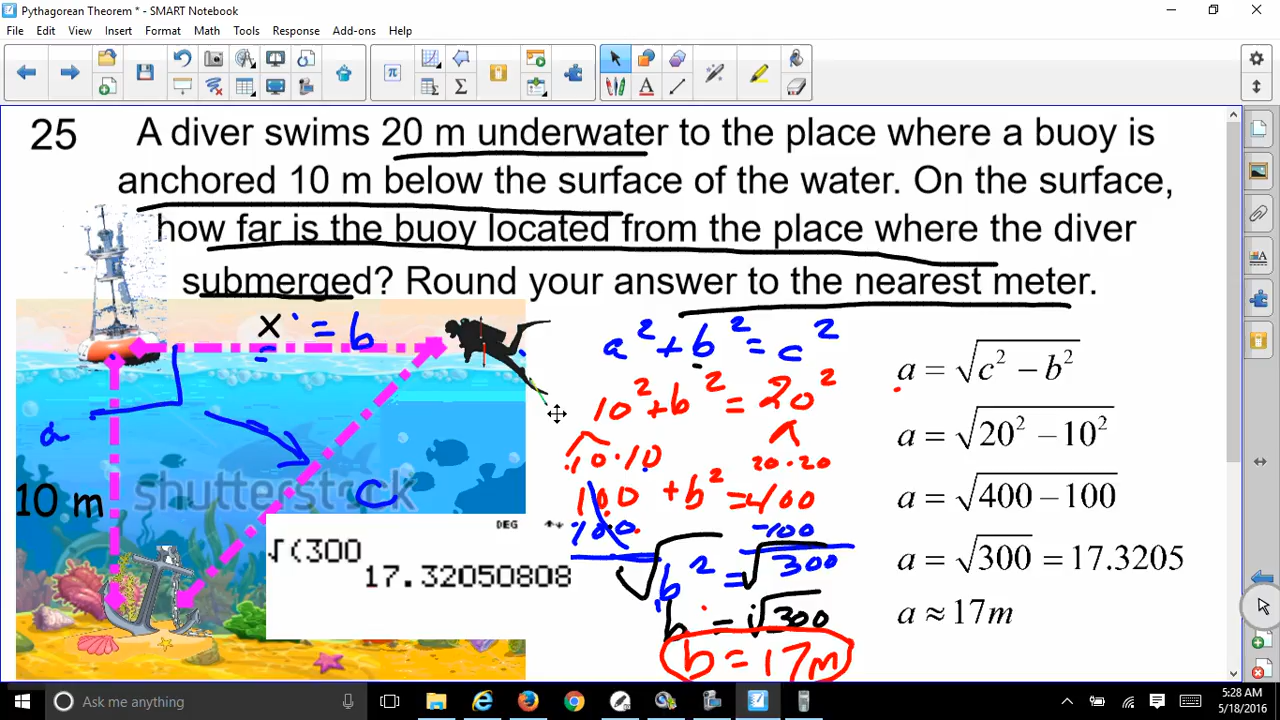 Pythagorean Theorem * - SMART Notebook
File Edit View Insert Format Math Tools Response Add-ons Help
25 A diver swims 20 m underwater to the place where a buoy is
anchored 10 m below the surface of the water. On the surface,
how far is the buoy located from the place where the diver
submerged? Round your answer to the nearest meter.
x = b
a
10 m
c
shutterstock
DEG
√(300
17.32050808
a² + b² = c²
10² + b² = 20²
10·10 20·20
100 + b² = 400
-100 -100
√b² = √300
b = √300
b = 17m
a = √c² − b²
a = √20² − 10²
a = √400 − 100
a = √300 = 17.3205
a ≈ 17m
Ask me anything
5:28 AM
5/18/2016